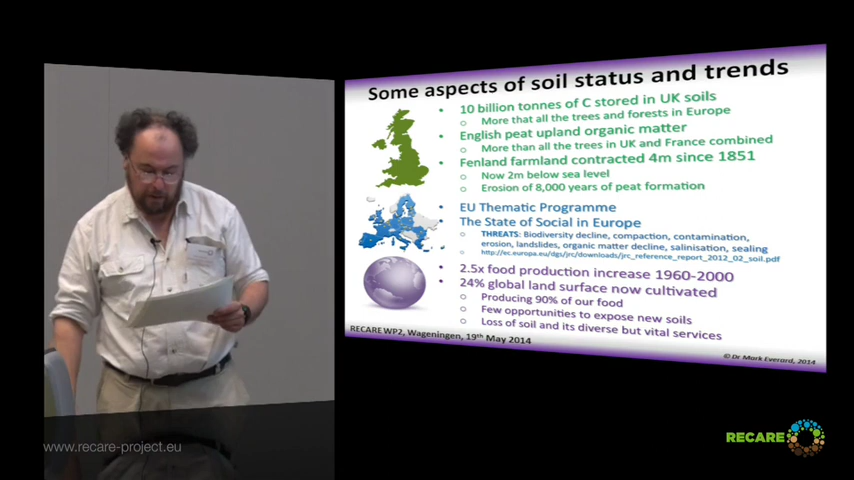 Some aspects of soil status and trends
• 10 billion tonnes of C stored in UK soils
o More that all the trees and forests in Europe
• English peat upland organic matter
o More than all the trees in UK and France combined
• Fenland farmland contracted 4m since 1851
o Now 2m below sea level
o Erosion of 8,000 years of peat formation
• EU Thematic Programme
• The State of Social in Europe
o THREATS: Biodiversity decline, compaction, contamination,
erosion, landslides, organic matter decline, salinisation, sealing
o http://ec.europa.eu/dgs/jrc/downloads/jrc_reference_report_2012_02_soil.pdf
• 2.5x food production increase 1960-2000
• 24% global land surface now cultivated
o Producing 90% of our food
o Few opportunities to expose new soils
o Loss of soil and its diverse but vital services
RECARE WP2, Wageningen, 19th May 2014
© Dr Mark Everard, 2014
www.recare-project.eu
RECARE